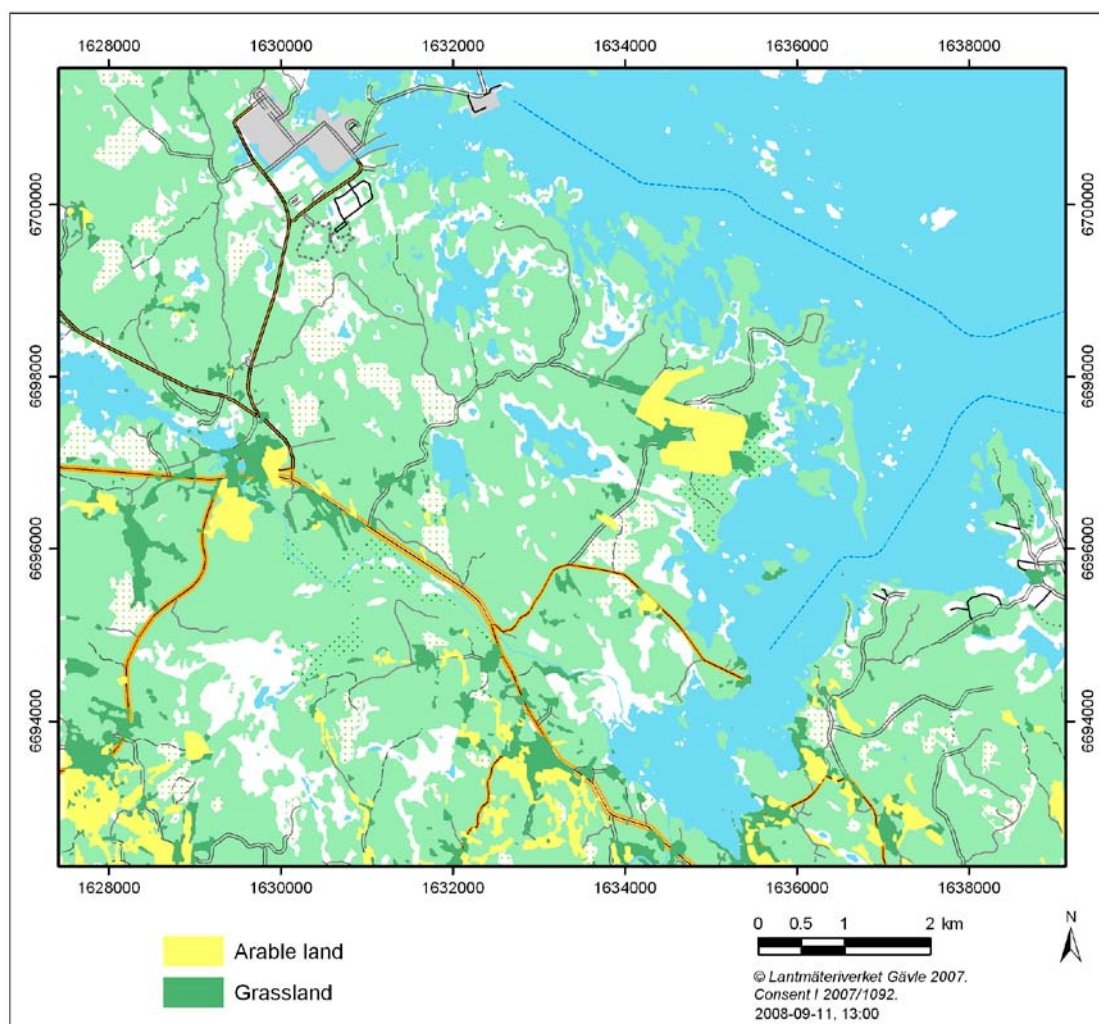 1628000 1630000 1632000 1634000 1636000 1638000
6700000 6700000
6698000 6698000
6696000 6696000
6694000 6694000
1628000 1630000 1632000 1634000 1636000 1638000
Arable land
Grassland
0 0.5 1 2 km
N
© Lantmäteriverket Gävle 2007.
Consent I 2007/1092.
2008-09-11, 13:00